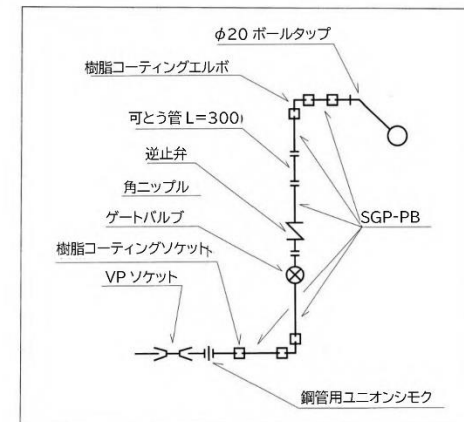 φ20 ボールタップ
樹脂コーティングエルボ
可とう管 L=300)
逆止弁
角ニップル
SGP-PB
ゲートバルブ
樹脂コーティングソケット
VP ソケット
鋼管用ユニオンシモク